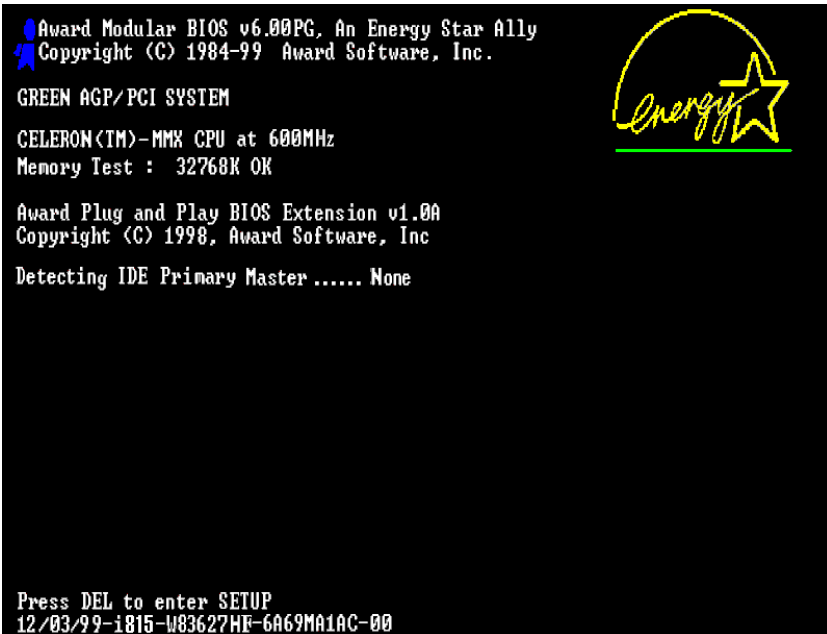 Award Modular BIOS v6.00PG, An Energy Star Ally
Copyright (C) 1984-99 Award Software, Inc.
energy
GREEN AGP/PCI SYSTEM
CELERON(TM)-MMX CPU at 600MHz
Memory Test : 32768K OK
Award Plug and Play BIOS Extension v1.0A
Copyright (C) 1998, Award Software, Inc
Detecting IDE Primary Master ...... None
Press DEL to enter SETUP
12/03/99-i815-W83627HF-6A69MA1AC-00